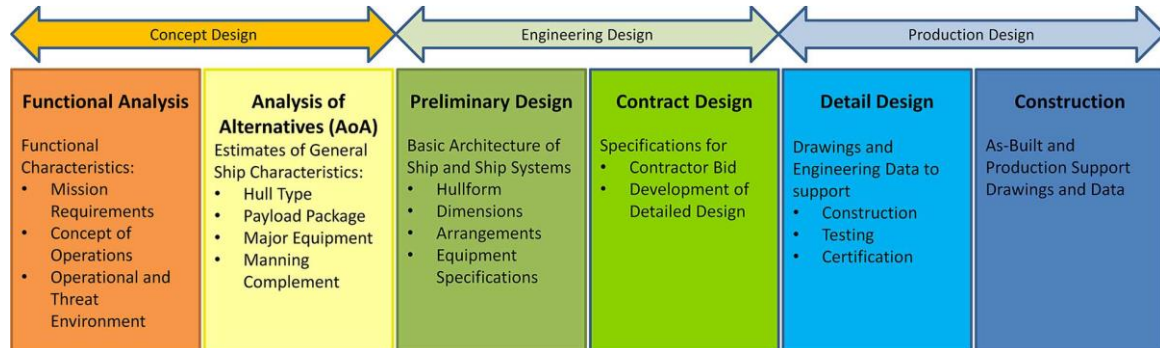 Concept Design
Engineering Design
Production Design
Functional Analysis
Functional
Characteristics:
• Mission
Requirements
• Concept of
Operations
• Operational and
Threat
Environment
Analysis of
Alternatives (AoA)
Estimates of General
Ship Characteristics:
• Hull Type
• Payload Package
• Major Equipment
• Manning
Complement
Preliminary Design
Basic Architecture of
Ship and Ship Systems
• Hullform
• Dimensions
• Arrangements
• Equipment
Specifications
Contract Design
Specifications for
• Contractor Bid
• Development of
Detailed Design
Detail Design
Drawings and
Engineering Data to
support
• Construction
• Testing
• Certification
Construction
As-Built and
Production Support
Drawings and Data